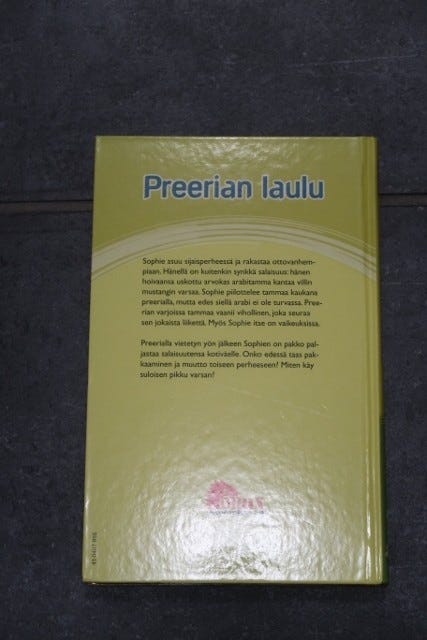 Preerian laulu
Sophie asuu sijaisperheessä ja rakastaa ottovanhem-
piaan. Hänellä on kuitenkin synkkä salaisuus: hänen
hoivaansa uskottu arvokas arabitamma kantaa villin
mustangin varsaa. Sophie piilottelee tammaa kaukana
preerialla, mutta edes siellä arabi ei ole turvassa. Pree-
rian varjoissa tammaa vaanii vihollinen, joka seuraa
sen jokaista liikettä. Myös Sophie itse on vaikeuksissa.
Preerialla vietetyn yön jälkeen Sophien on pakko pal-
jastaa salaisuutensa kotiväelle. Onko edessä taas pak-
kaaminen ja muutto toiseen perheeseen? Miten käy
suloisen pikku varsan?